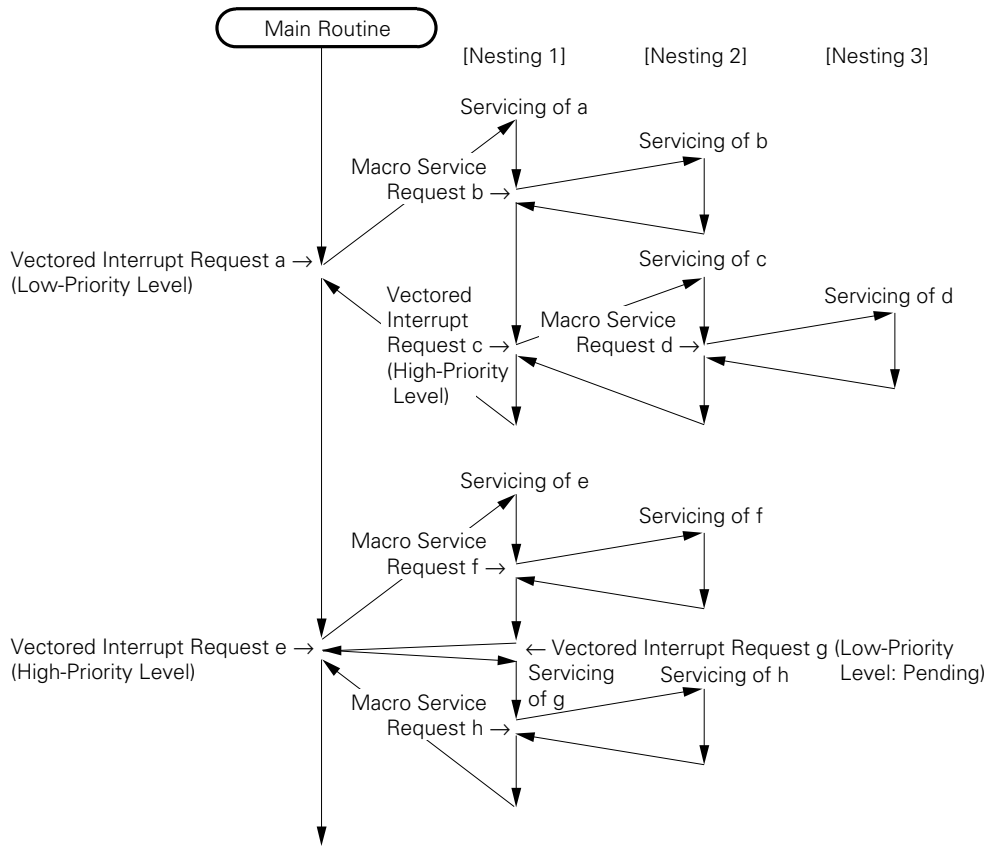 Main Routine
[Nesting 1]
[Nesting 2]
[Nesting 3]
Servicing of a
Servicing of b
Macro Service
Request b →
Vectored Interrupt Request a →
(Low-Priority Level)
Servicing of c
Vectored
Interrupt
Request c →
(High-Priority
Level)
Macro Service
Request d →
Servicing of d
Servicing of e
Servicing of f
Macro Service
Request f →
Vectored Interrupt Request e →
(High-Priority Level)
← Vectored Interrupt Request g (Low-Priority
Level: Pending)
Servicing
of g
Servicing of h
Macro Service
Request h →